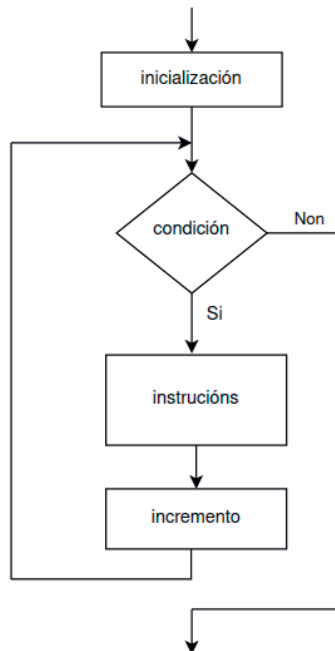 inicialización
condición
Non
Si
instrucións
incremento